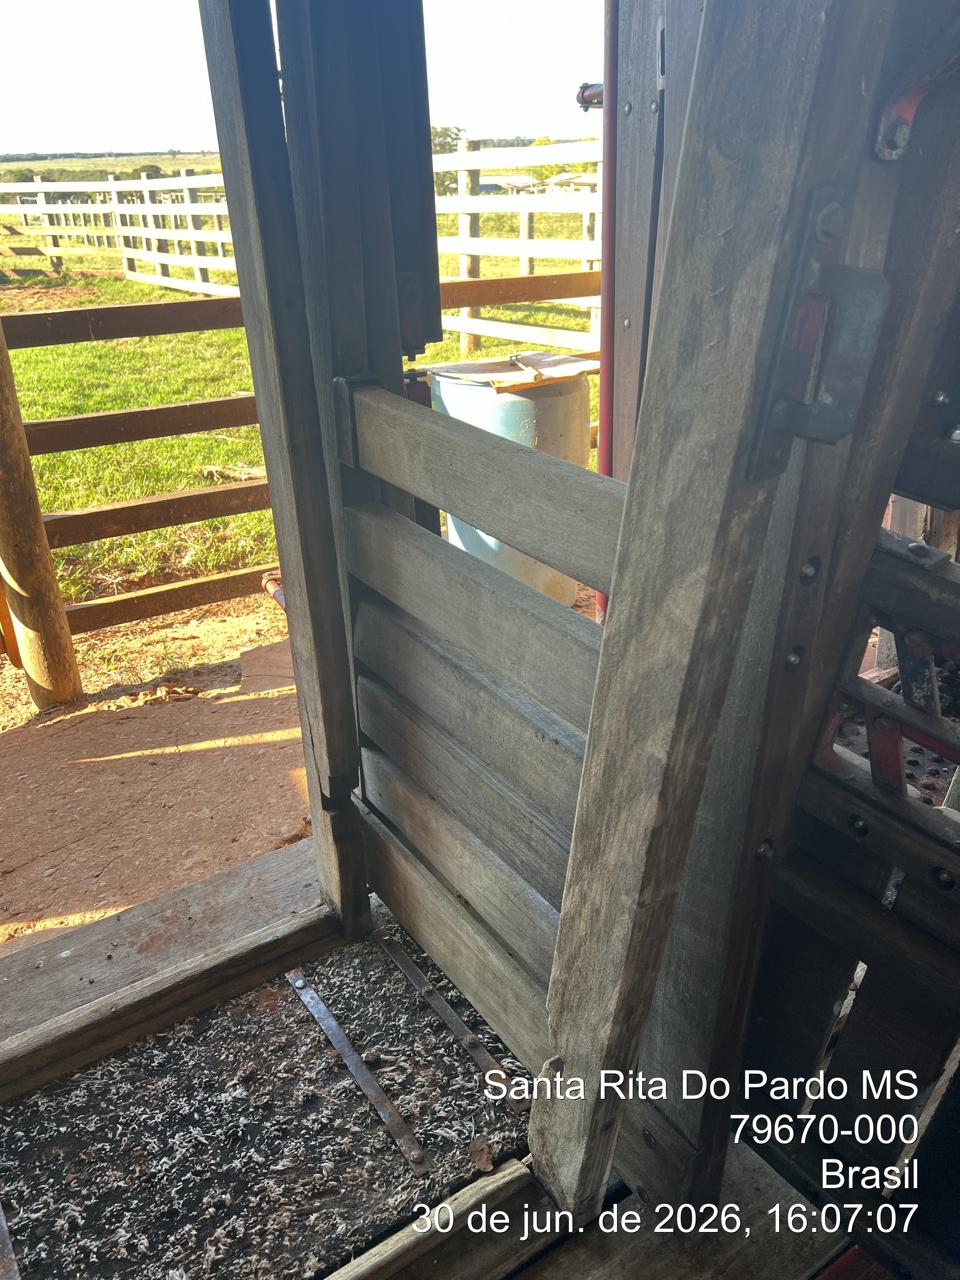 Santa Rita Do Pardo MS
79670-000
Brasil
30 de jun. de 2026, 16:07:07